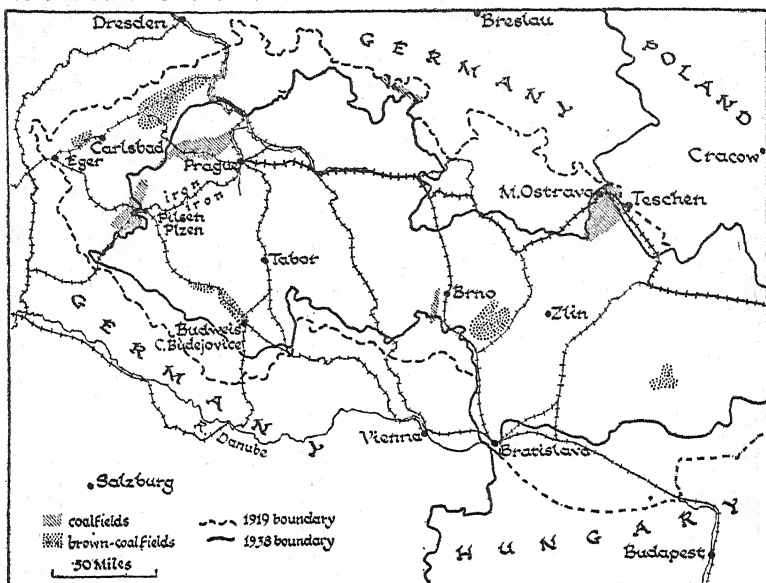 Dresden
Breslau
GERMANY
POLAND
Carlsbad
Eger
Prague
Cracow
M.Ostrava
Teschen
iron
iron
Pilsen
Plzen
Tabor
Brno
Zlin
GERMANY
Budweis
C.Budejovice
Danube
Vienna
Bratislava
Salzburg
HUNGARY
Budapest
coalfields
brown-coalfields
1919 boundary
1938 boundary
50 Miles